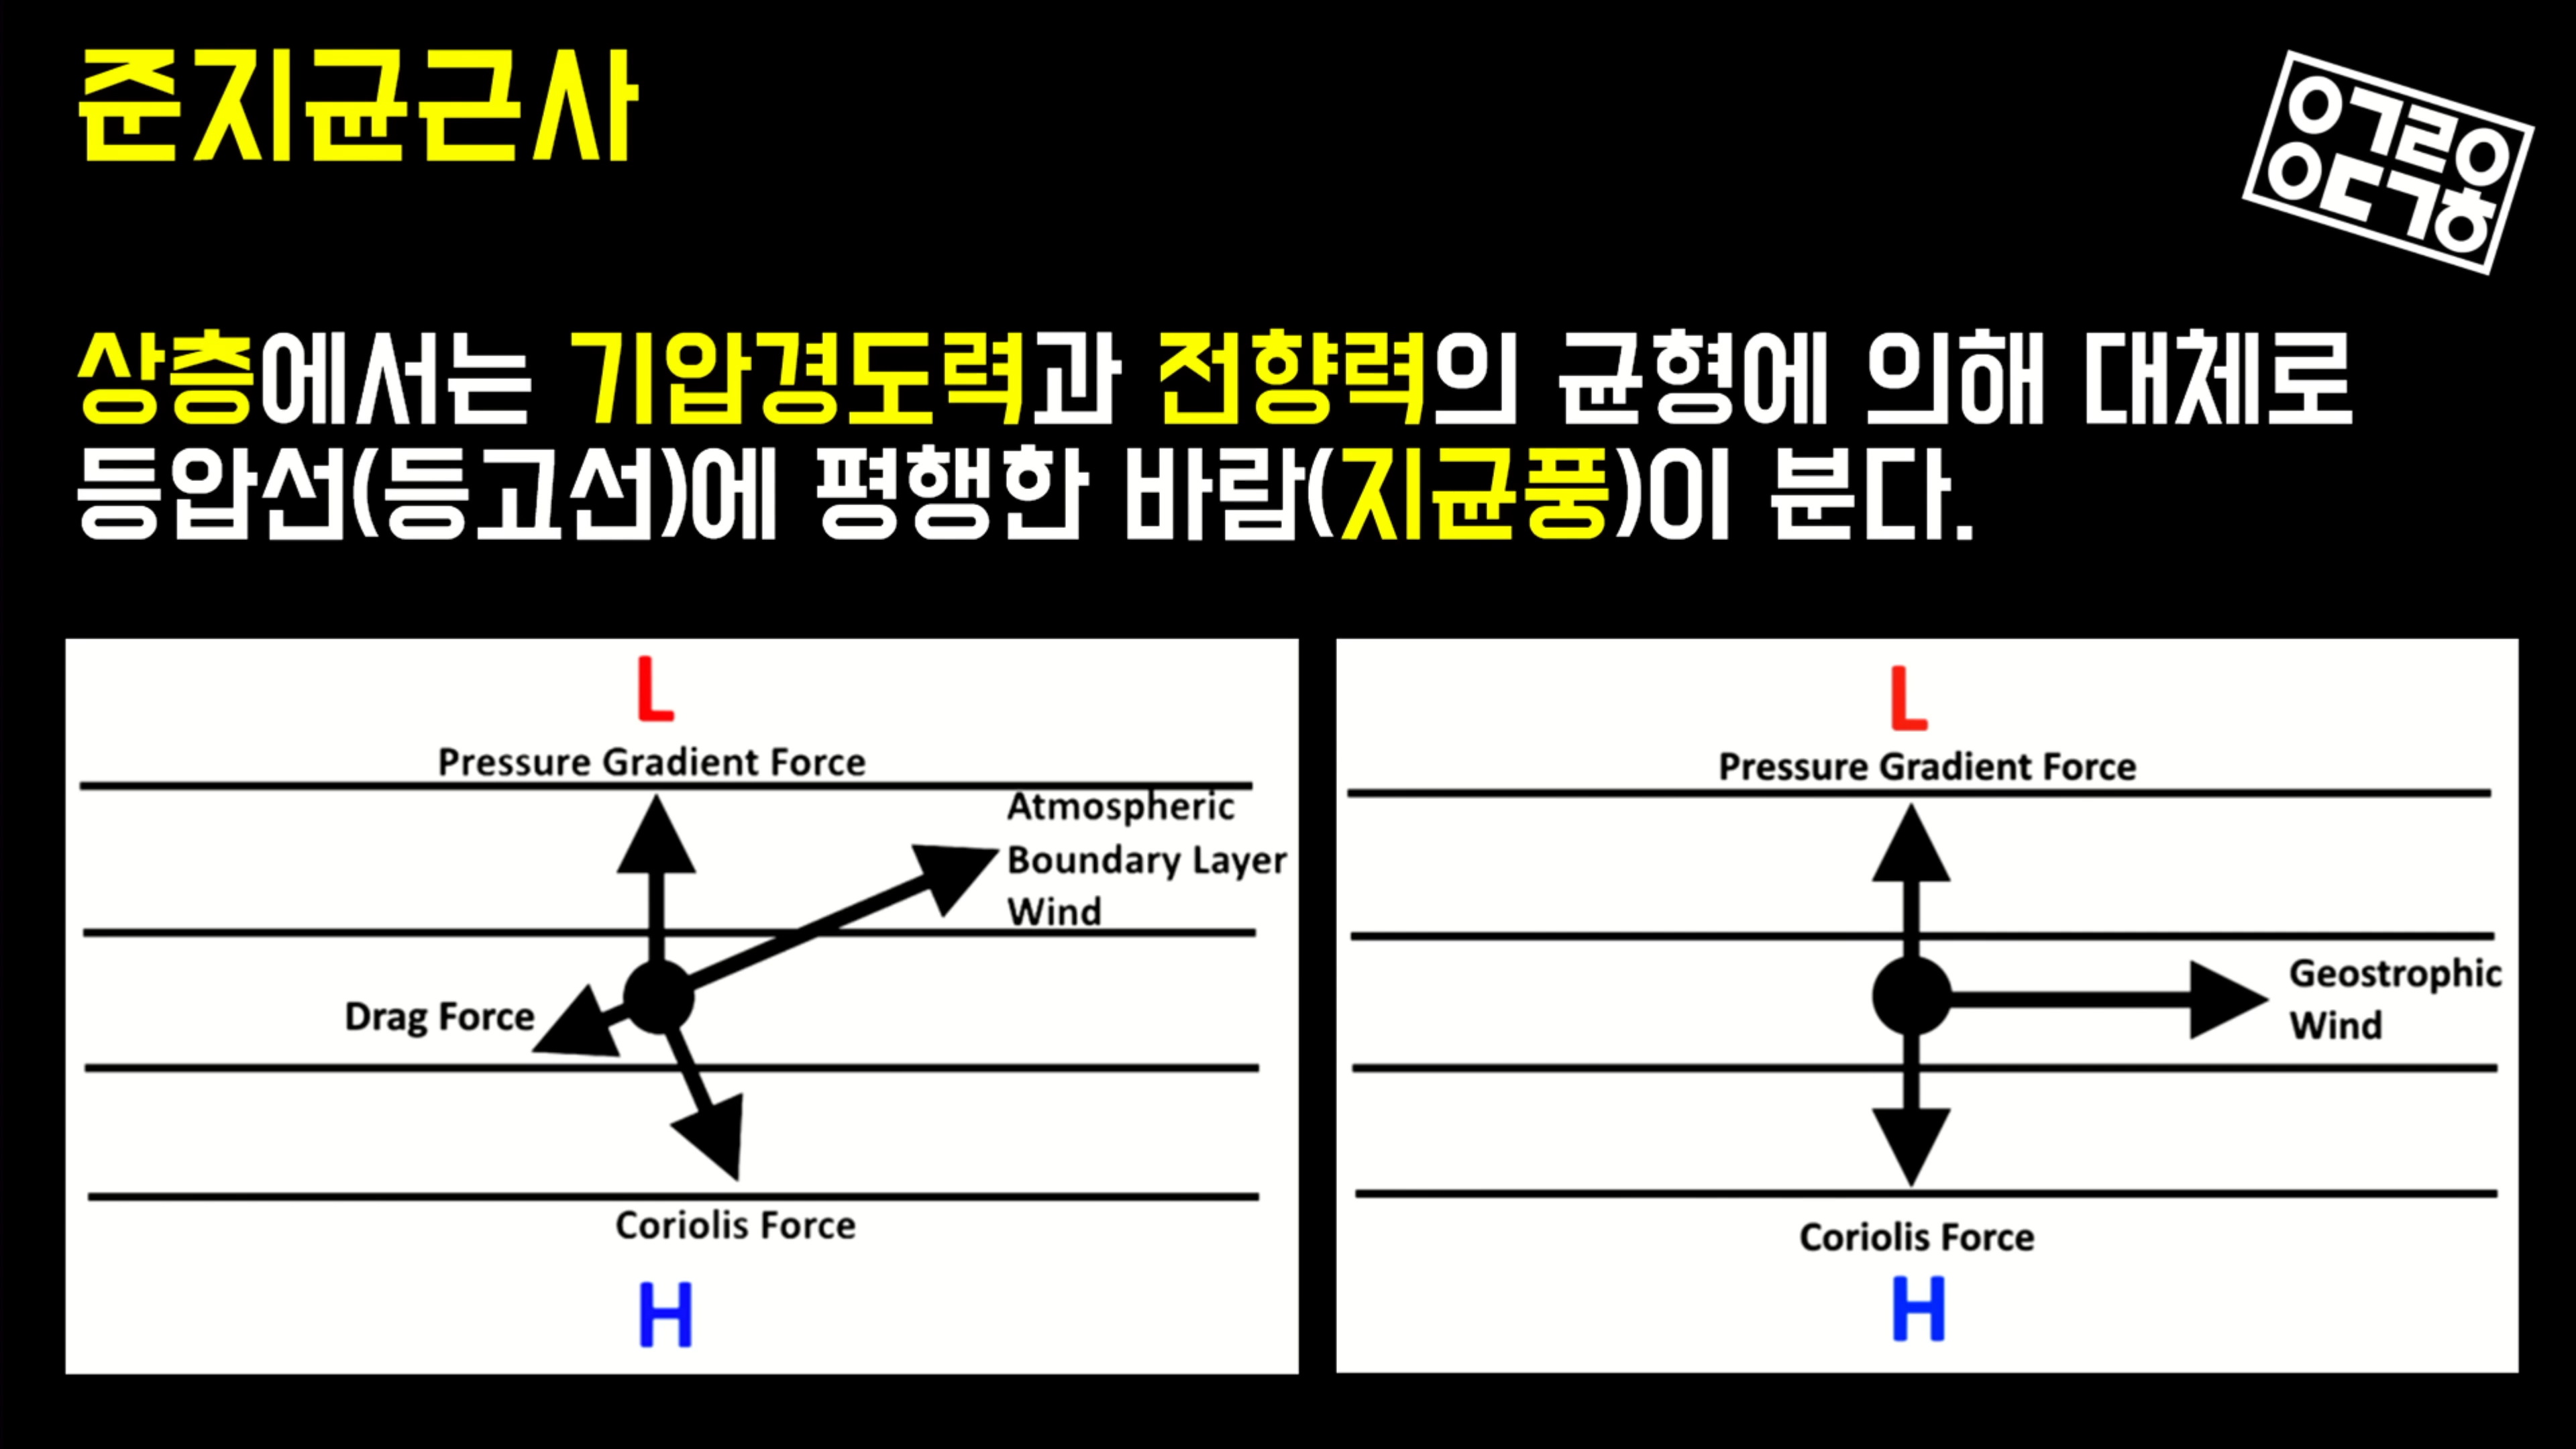 준지균근사
ㅇㄱㄹㅇ
ㅇㄷㄱㅎ
상층에서는 기압경도력과 전향력의 균형에 의해 대체로
등압선(등고선)에 평행한 바람(지균풍)이 분다.
L
Pressure Gradient Force
Atmospheric
Boundary Layer
Wind
Drag Force
Coriolis Force
H
L
Pressure Gradient Force
Geostrophic
Wind
Coriolis Force
H